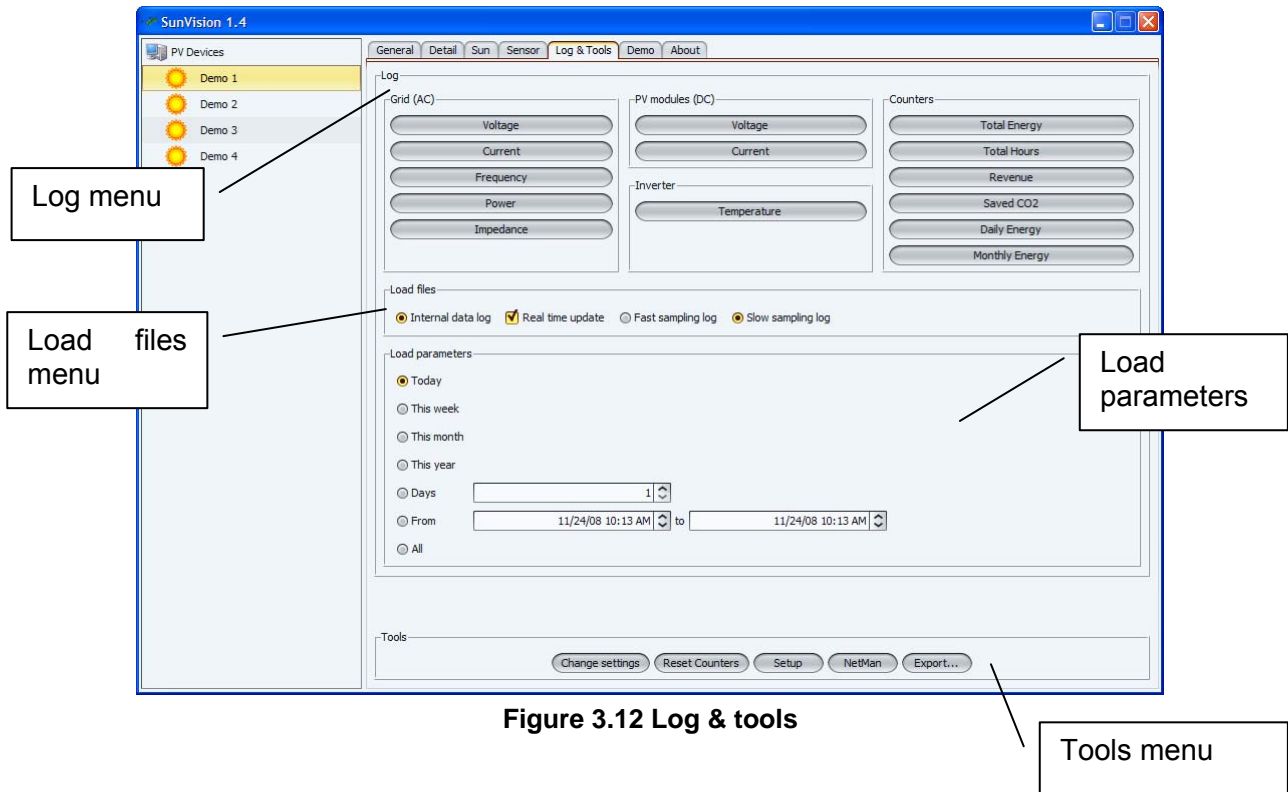 SunVision 1.4
PV Devices
Demo 1
Demo 2
Demo 3
Demo 4
General Detail Sun Sensor Log & Tools Demo About
Log
Grid (AC)
Voltage
Current
Frequency
Power
Impedance
PV modules (DC)
Voltage
Current
Inverter
Temperature
Counters
Total Energy
Total Hours
Revenue
Saved CO2
Daily Energy
Monthly Energy
Load files
Internal data log Real time update Fast sampling log Slow sampling log
Load parameters
Today
This week
This month
This year
Days 1
From 11/24/08 10:13 AM to 11/24/08 10:13 AM
All
Tools
Change settings Reset Counters Setup NetMan Export...
Log menu
Load files
menu
Load
parameters
Tools menu
Figure 3.12 Log & tools